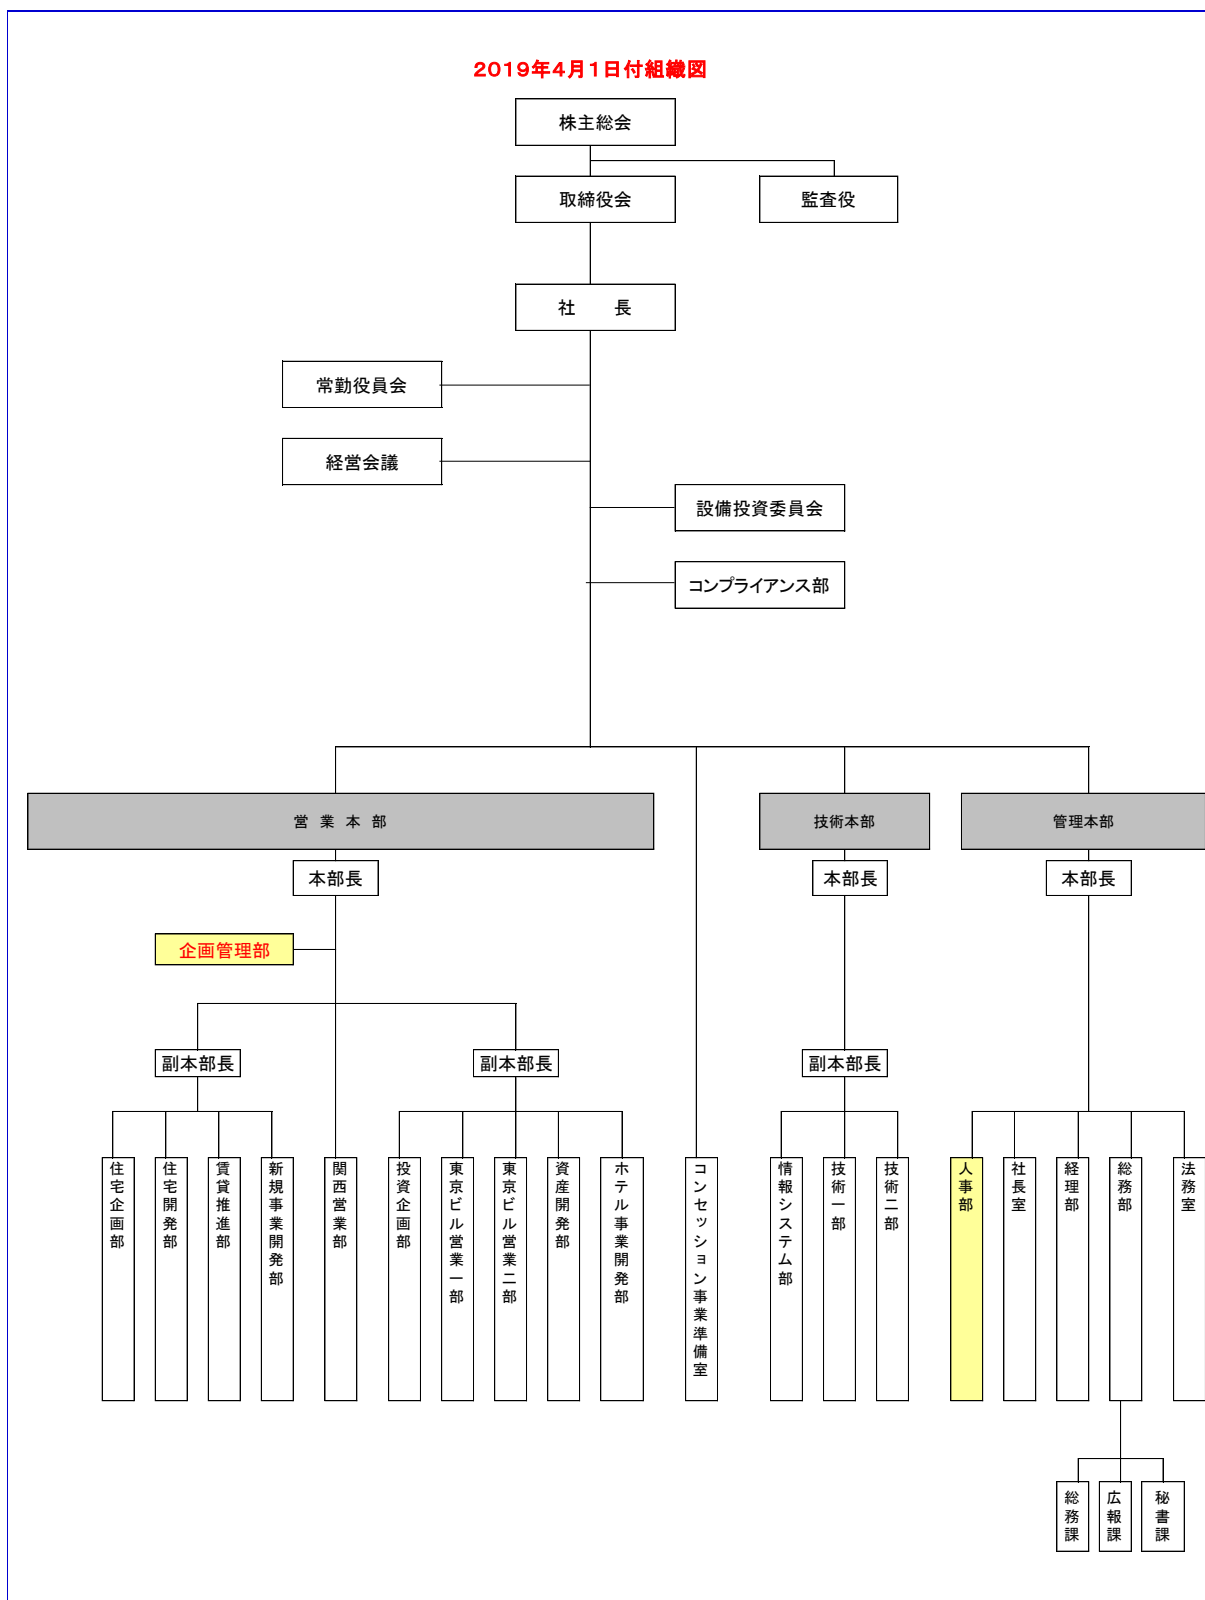 2019年4月1日付組織図
株主総会
取締役会
監査役
社　　長
常勤役員会
経営会議
設備投資委員会
コンプライアンス部
営 業 本 部
技術本部
管理本部
本部長
本部長
本部長
企画管理部
副本部長
副本部長
副本部長
住宅企画部
住宅開発部
賃貸推進部
新規事業開発部
関西営業部
投資企画部
東京ビル営業一部
東京ビル営業二部
資産開発部
ホテル事業開発部
コンセッション事業準備室
情報システム部
技術一部
技術二部
人事部
社長室
経理部
総務部
法務室
総務課
広報課
秘書課